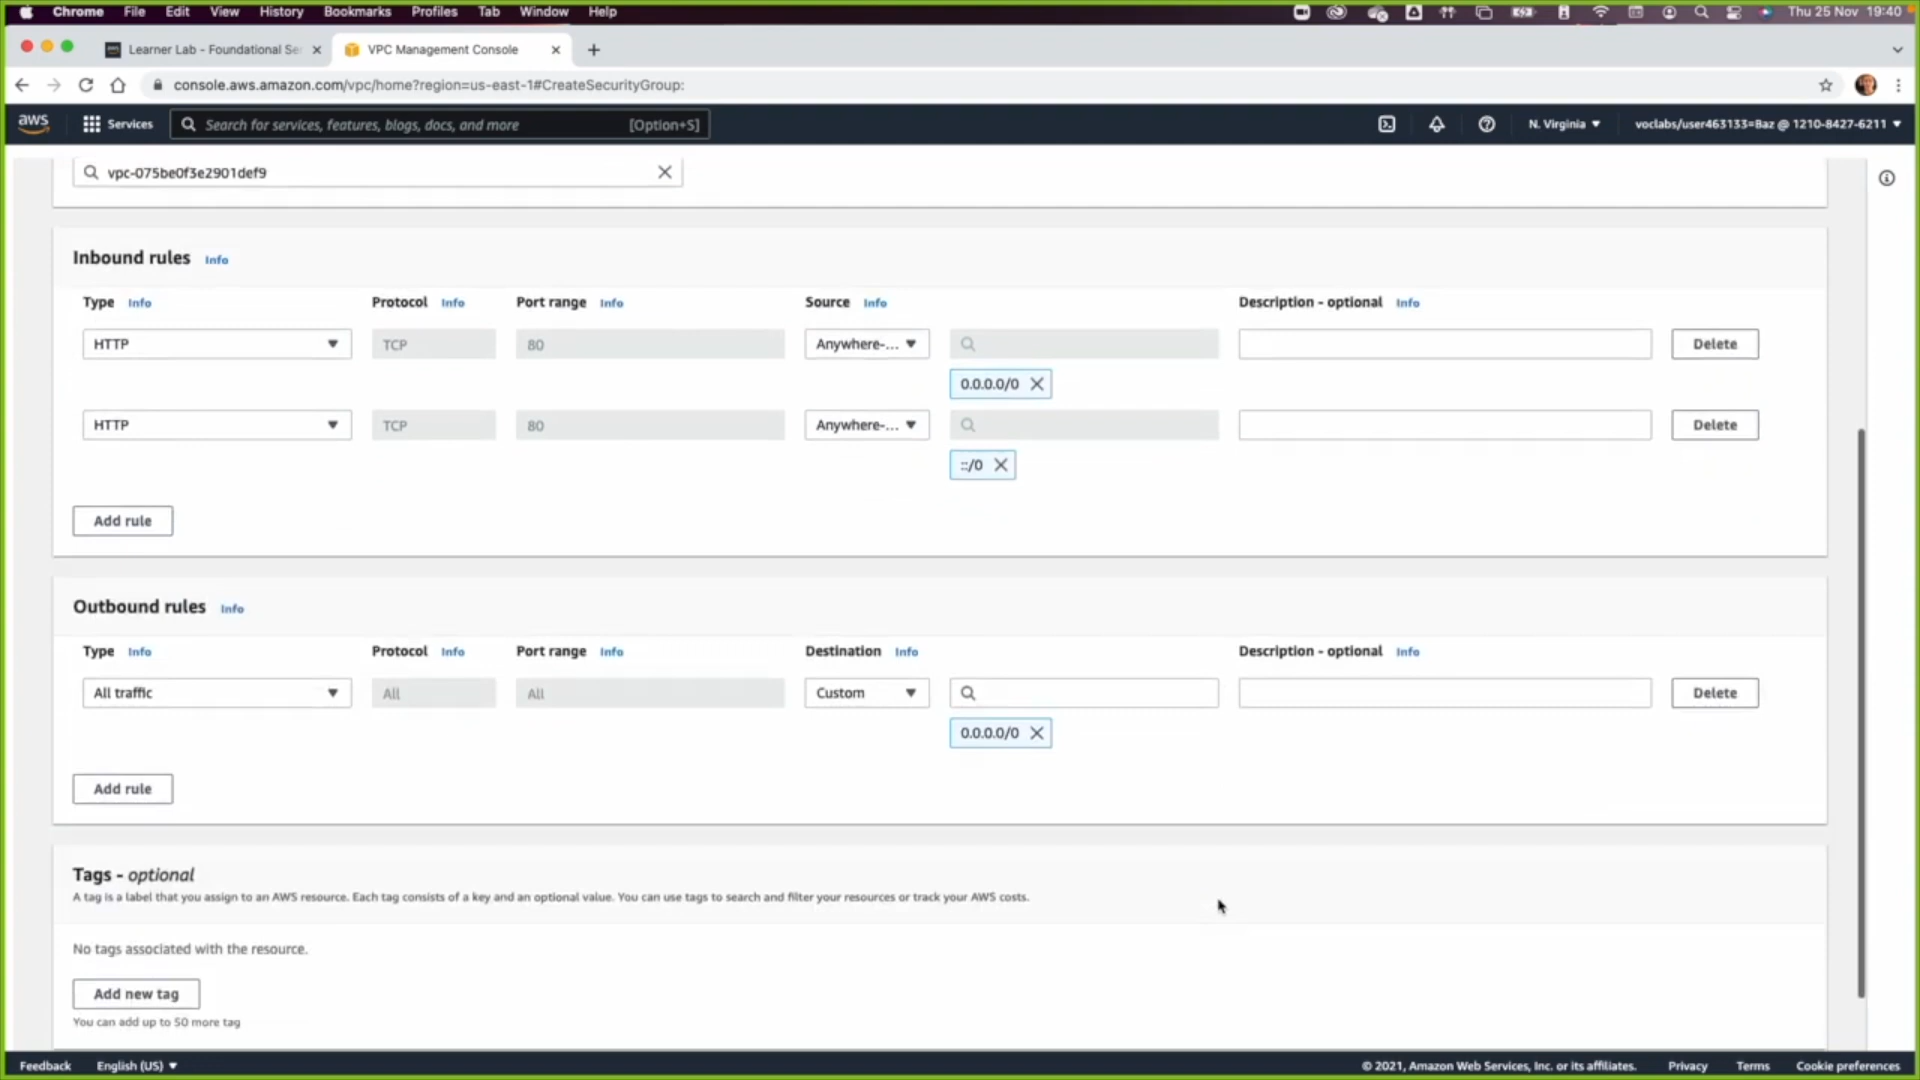 Chrome File Edit View History Bookmarks Profiles Tab Window Help Thu 25 Nov 19:40
Learner Lab - Foundational Se VPC Management Console
console.aws.amazon.com/vpc/home?region=us-east-1#CreateSecurityGroup:
aws Services Search for services, features, blogs, docs, and more [Option+S] N. Virginia voclabs/user463133=Baz @ 1210-8427-6211
vpc-075be0f3e2901def9
Inbound rules Info
Type Info Protocol Info Port range Info Source Info Description - optional Info
HTTP TCP 80 Anywhere-... Delete
0.0.0.0/0
HTTP TCP 80 Anywhere-... Delete
::/0
Add rule
Outbound rules Info
Type Info Protocol Info Port range Info Destination Info Description - optional Info
All traffic All All Custom Delete
0.0.0.0/0
Add rule
Tags - optional
A tag is a label that you assign to an AWS resource. Each tag consists of a key and an optional value. You can use tags to search and filter your resources or track your AWS costs.
No tags associated with the resource.
Add new tag
You can add up to 50 more tag
Feedback English (US) © 2021, Amazon Web Services, Inc. or its affiliates. Privacy Terms Cookie preferences